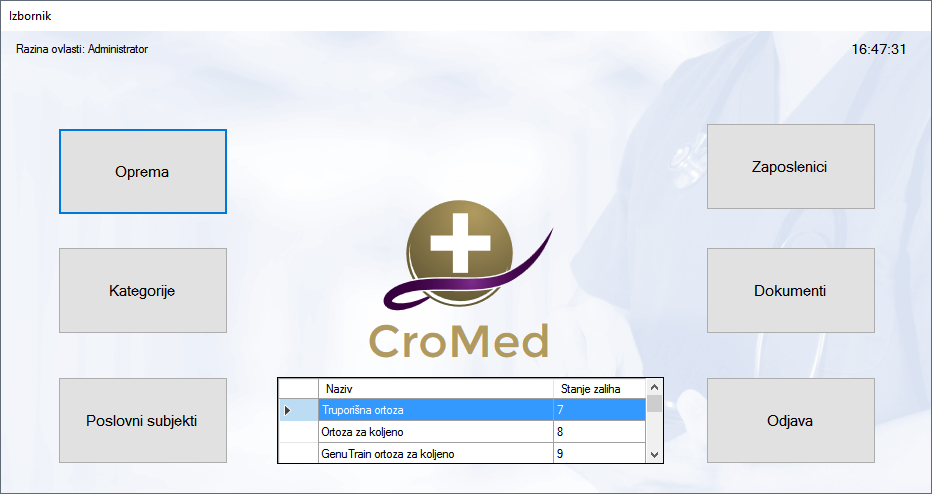 Izbornik
Razina ovlasti: Administrator
16:47:31
Oprema
Zaposlenici
Kategorije
Dokumenti
CroMed
Poslovni subjekti
Odjava
Naziv Stanje zaliha
Truporišna ortoza 7
Ortoza za koljeno 8
GenuTrain ortoza za koljeno 9